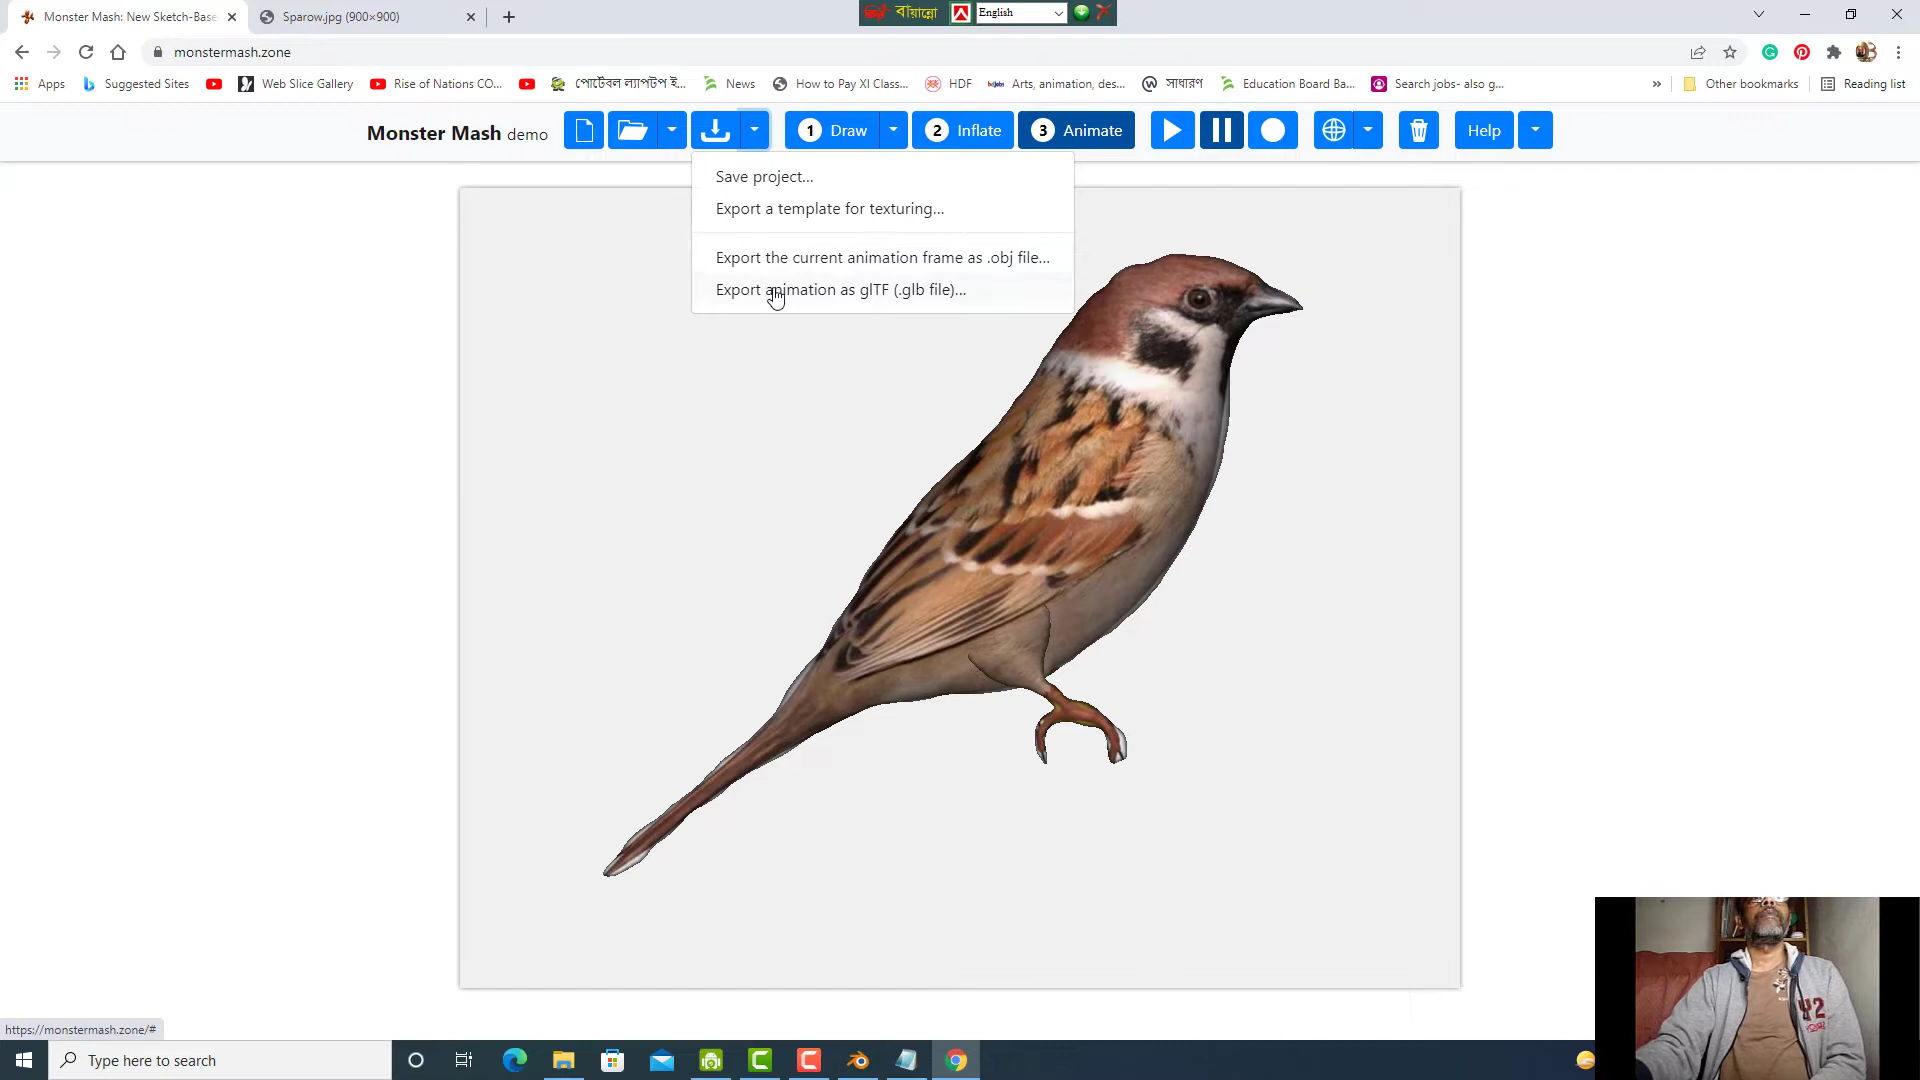 Monster Mash: New Sketch-Base
Sparow.jpg (900×900)
বাঁয়ান্নো
English
monstermash.zone
Apps
Suggested Sites
Web Slice Gallery
Rise of Nations CO...
পোর্টেবল ল্যাপটপ ই...
News
How to Pay XI Class...
HDF
Arts, animation, des...
সাধারণ
Education Board Ba...
Search jobs- also g...
»
Other bookmarks
Reading list
Monster Mash demo
1 Draw
2 Inflate
3 Animate
Help
Save project...
Export a template for texturing...
Export the current animation frame as .obj file...
Export animation as glTF (.glb file)...
Y2
https://monstermash.zone/#
Type here to search